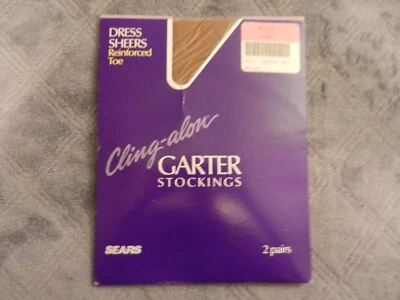 DRESS
SHEERS
Reinforced
Toe
Cling-alon
GARTER
STOCKINGS
SEARS
2 pairs